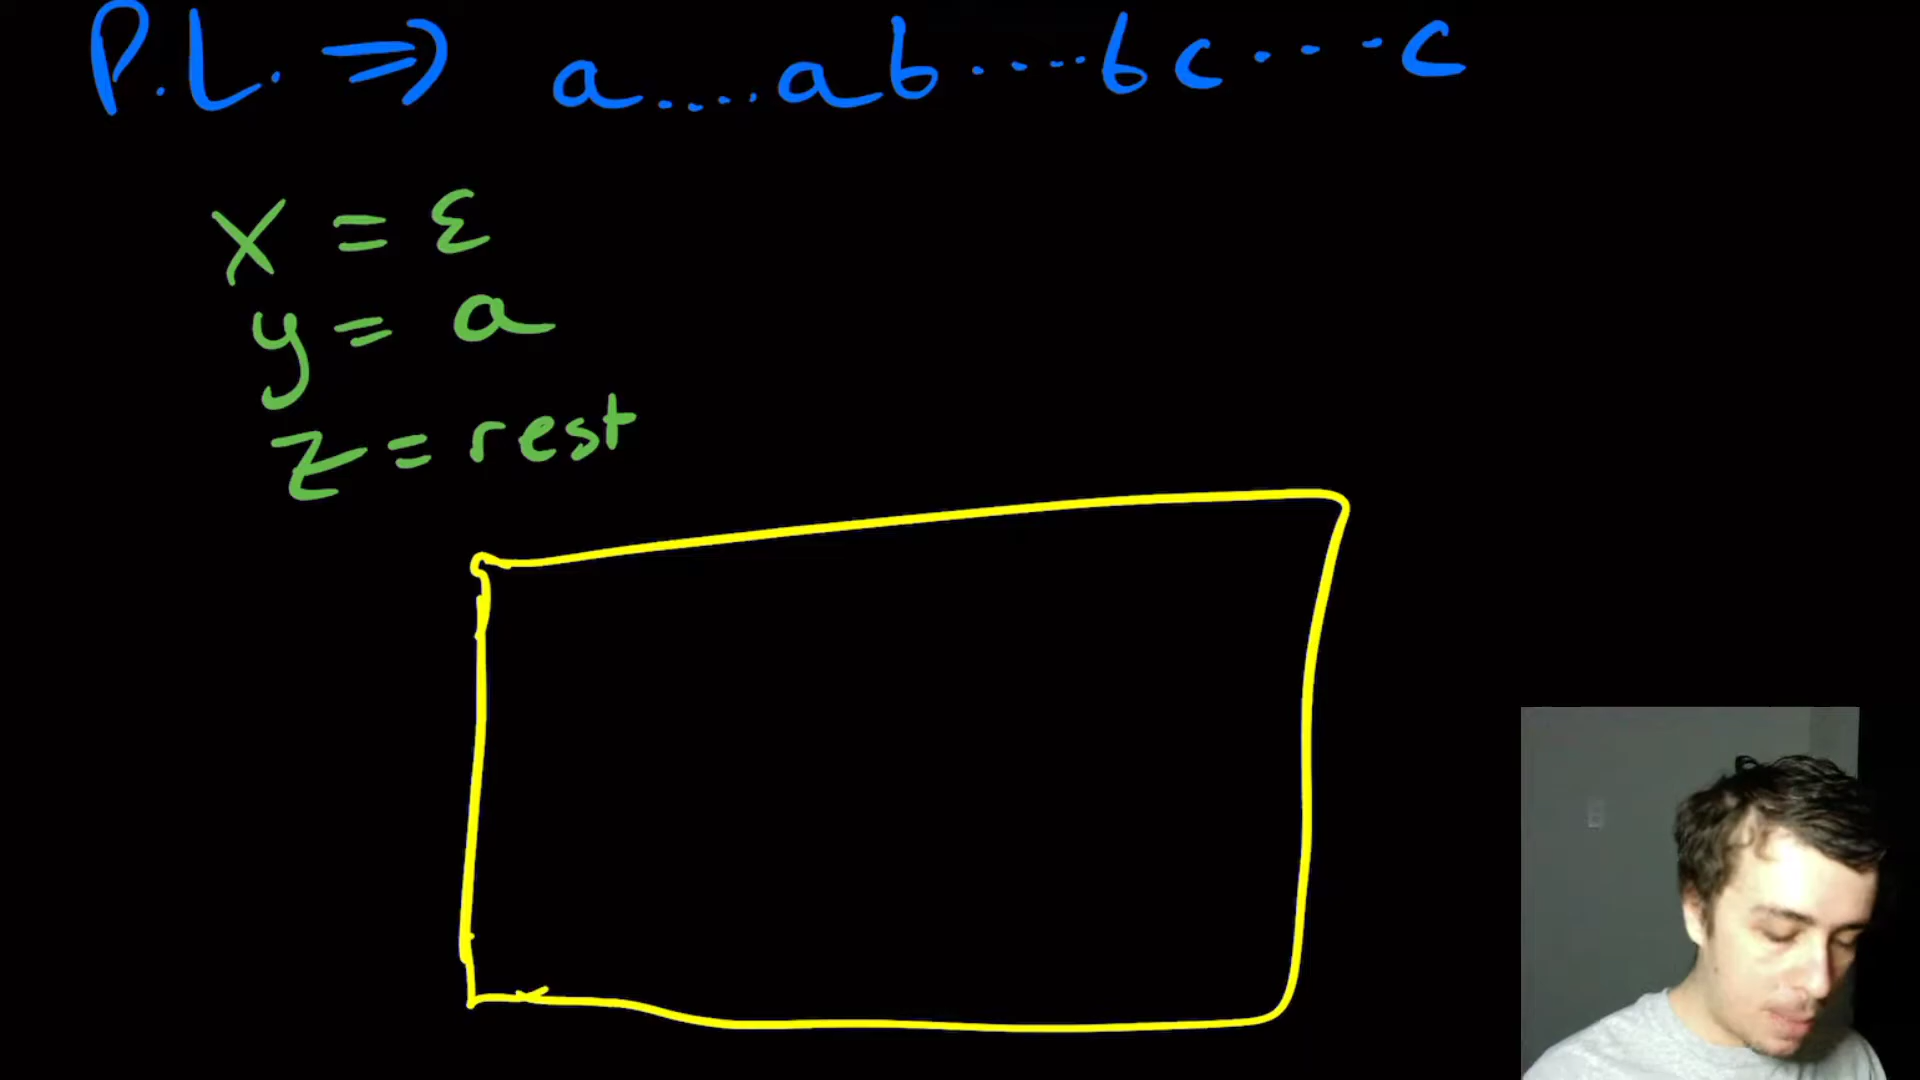 P.L. ⇒ a....ab....bc...c
x = ε
y = a
z = rest